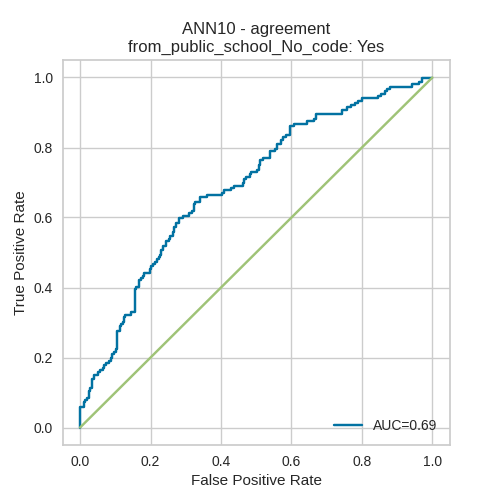 ANN10 - agreement
from_public_school_No_code: Yes
True Positive Rate
1.0
0.8
0.6
0.4
0.2
0.0
AUC=0.69
0.0 0.2 0.4 0.6 0.8 1.0
False Positive Rate